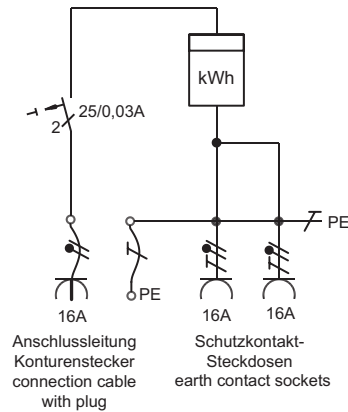 kWh
25/0,03A
2
PE
PE
16A
16A
16A
Anschlussleitung
Konturenstecker
connection cable
with plug
Schutzkontakt-
Steckdosen
earth contact sockets